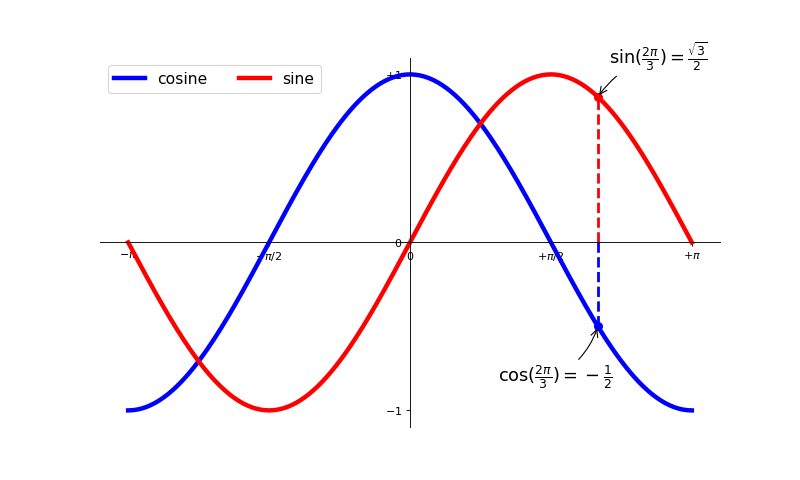 sin(2π/3) = √3/2
cosine sine
+1
0
−π −π/2 0 +π/2 +π
cos(2π/3) = −1/2
−1